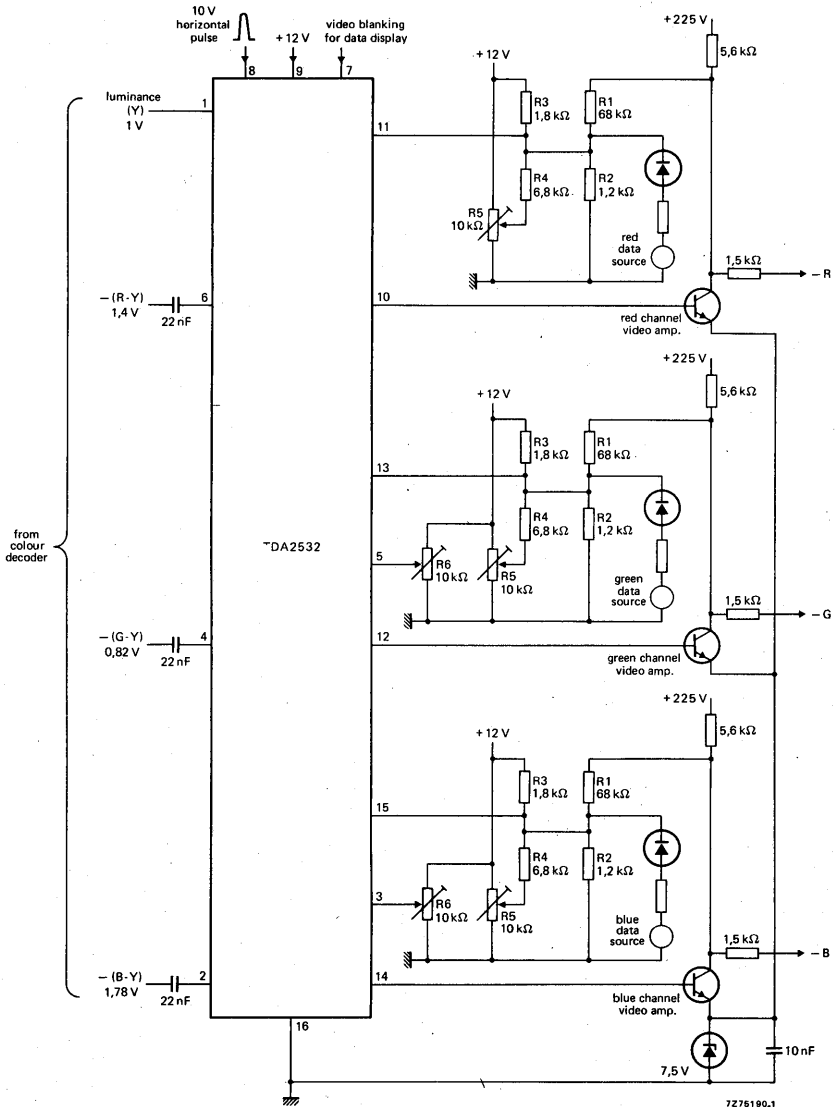 10 V
horizontal
pulse
+12 V
video blanking
for data display
8
9
7
luminance
(Y)
1 V
1
11
+12 V
R3
1,8 kΩ
R4
6,8 kΩ
R5
10 kΩ
R1
68 kΩ
R2
1,2 kΩ
+225 V
5,6 kΩ
red
data
source
1,5 kΩ
– R
– (R-Y)
1,4 V
22 nF
6
10
red channel
video amp.
+225 V
5,6 kΩ
+12 V
R3
1,8 kΩ
R1
68 kΩ
13
R4
6,8 kΩ
R2
1,2 kΩ
from
colour
decoder
TDA2532
5
R6
10 kΩ
R5
10 kΩ
green
data
source
1,5 kΩ
– G
– (G-Y)
0,82 V
22 nF
4
12
green channel
video amp.
+225 V
5,6 kΩ
+12 V
R3
1,8 kΩ
R1
68 kΩ
15
R4
6,8 kΩ
R2
1,2 kΩ
3
R6
10 kΩ
R5
10 kΩ
blue
data
source
1,5 kΩ
– B
– (B-Y)
1,78 V
22 nF
2
14
blue channel
video amp.
16
7,5 V
10 nF
7Z75190.1